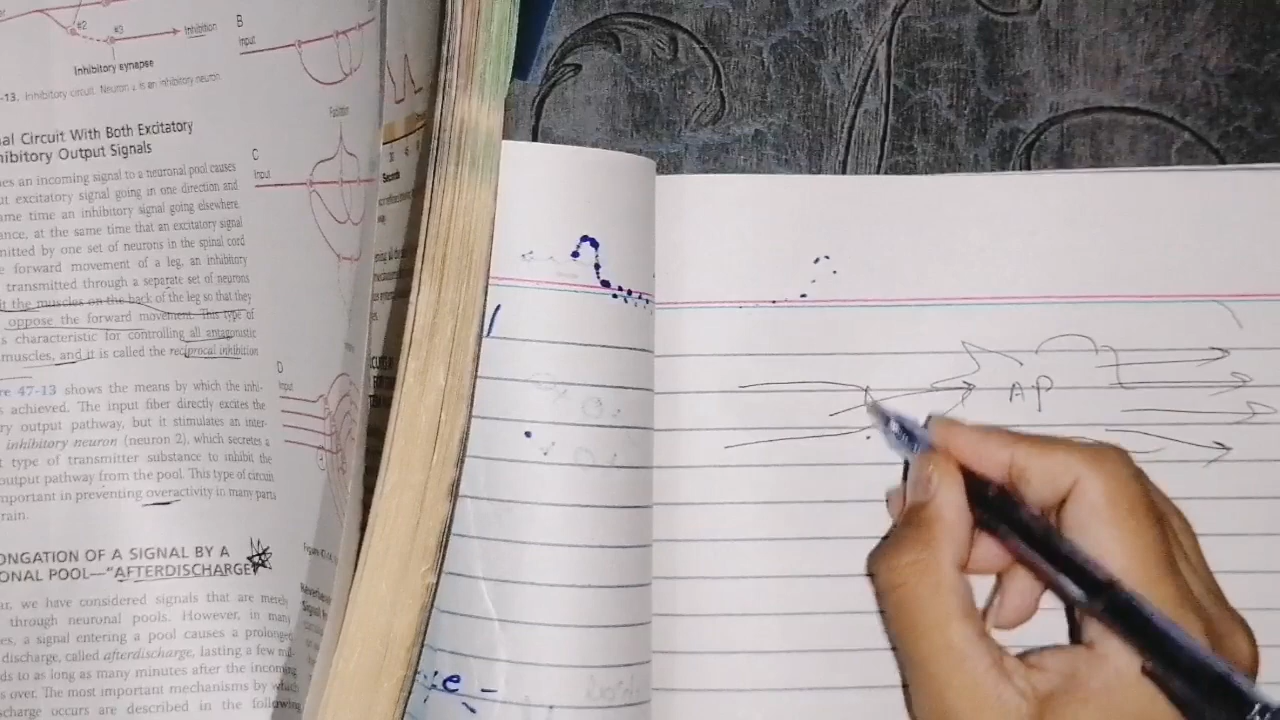 #2
#3
Inhibition
Inhibitory synapse
-13. Inhibitory circuit. Neuron 2 is an inhibitory neuron.
al Circuit With Both Excitatory
hibitory Output Signals
es an incoming signal to a neuronal pool causes
ut excitatory signal going in one direction and
ame time an inhibitory signal going elsewhere.
ance, at the same time that an excitatory signal
mitted by one set of neurons in the spinal cord
e forward movement of a leg, an inhibitory
transmitted through a separate set of neurons
it the muscles on the back of the leg so that they
oppose the forward movement. This type of
s characteristic for controlling all antagonistic
muscles, and it is called the reciprocal inhibition
re 47-13 shows the means by which the inhi-
s achieved. The input fiber directly excites the
ry output pathway, but it stimulates an inter-
inhibitory neuron (neuron 2), which secretes a
t type of transmitter substance to inhibit the
output pathway from the pool. This type of circuit
mportant in preventing overactivity in many parts
rain.
ONGATION OF A SIGNAL BY A
ONAL POOL—"AFTERDISCHARGE"
ar, we have considered signals that are merely
through neuronal pools. However, in many
es, a signal entering a pool causes a prolonged
discharge, called afterdischarge, lasting a few mil-
ds to as long as many minutes after the incoming
s over. The most important mechanisms by which
scharge occurs are described in the following
B
Input
C
Input
D
Input
Seconds
AP
e -